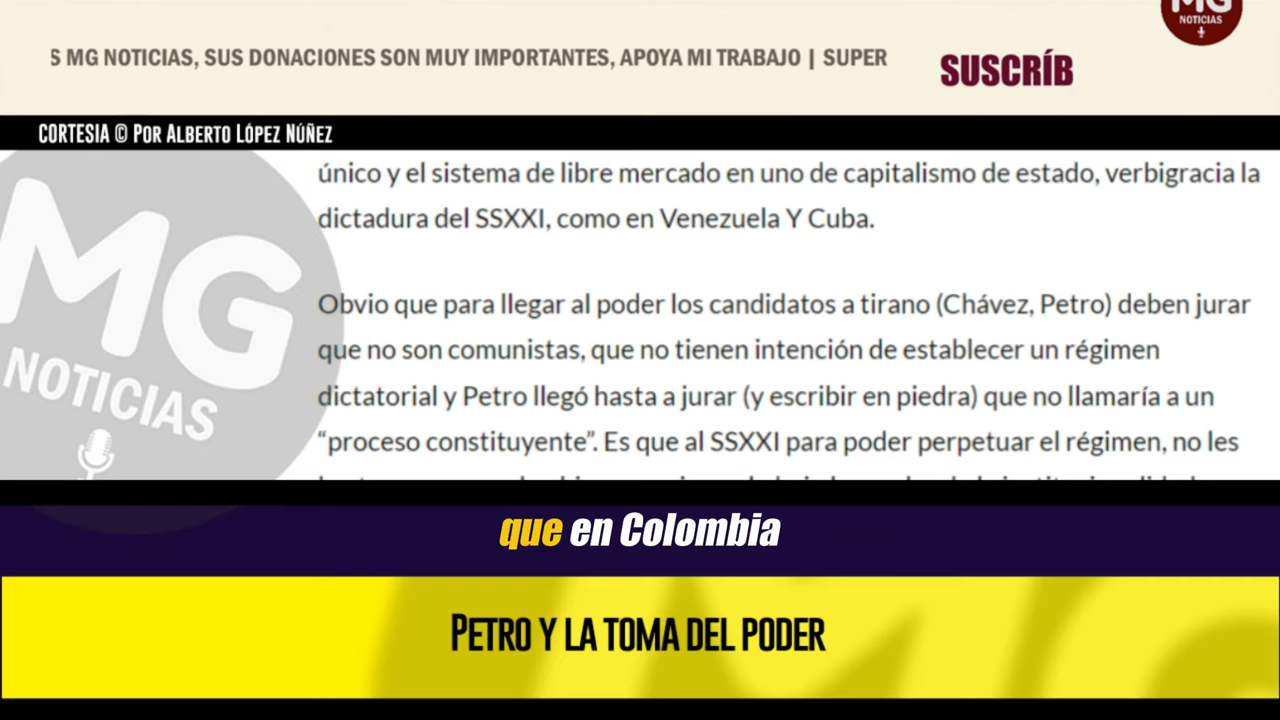 MG
NOTICIAS
S MG NOTICIAS, SUS DONACIONES SON MUY IMPORTANTES, APOYA MI TRABAJO | SUPER
SUSCRÍB
CORTESIA © POR ALBERTO LÓPEZ NÚÑEZ
único y el sistema de libre mercado en uno de capitalismo de estado, verbigracia la
dictadura del SSXXI, como en Venezuela Y Cuba.
Obvio que para llegar al poder los candidatos a tirano (Chávez, Petro) deben jurar
que no son comunistas, que no tienen intención de establecer un régimen
dictatorial y Petro llegó hasta a jurar (y escribir en piedra) que no llamaría a un
“proceso constituyente”. Es que al SSXXI para poder perpetuar el régimen, no les
MG
NOTICIAS
que en Colombia
PETRO Y LA TOMA DEL PODER